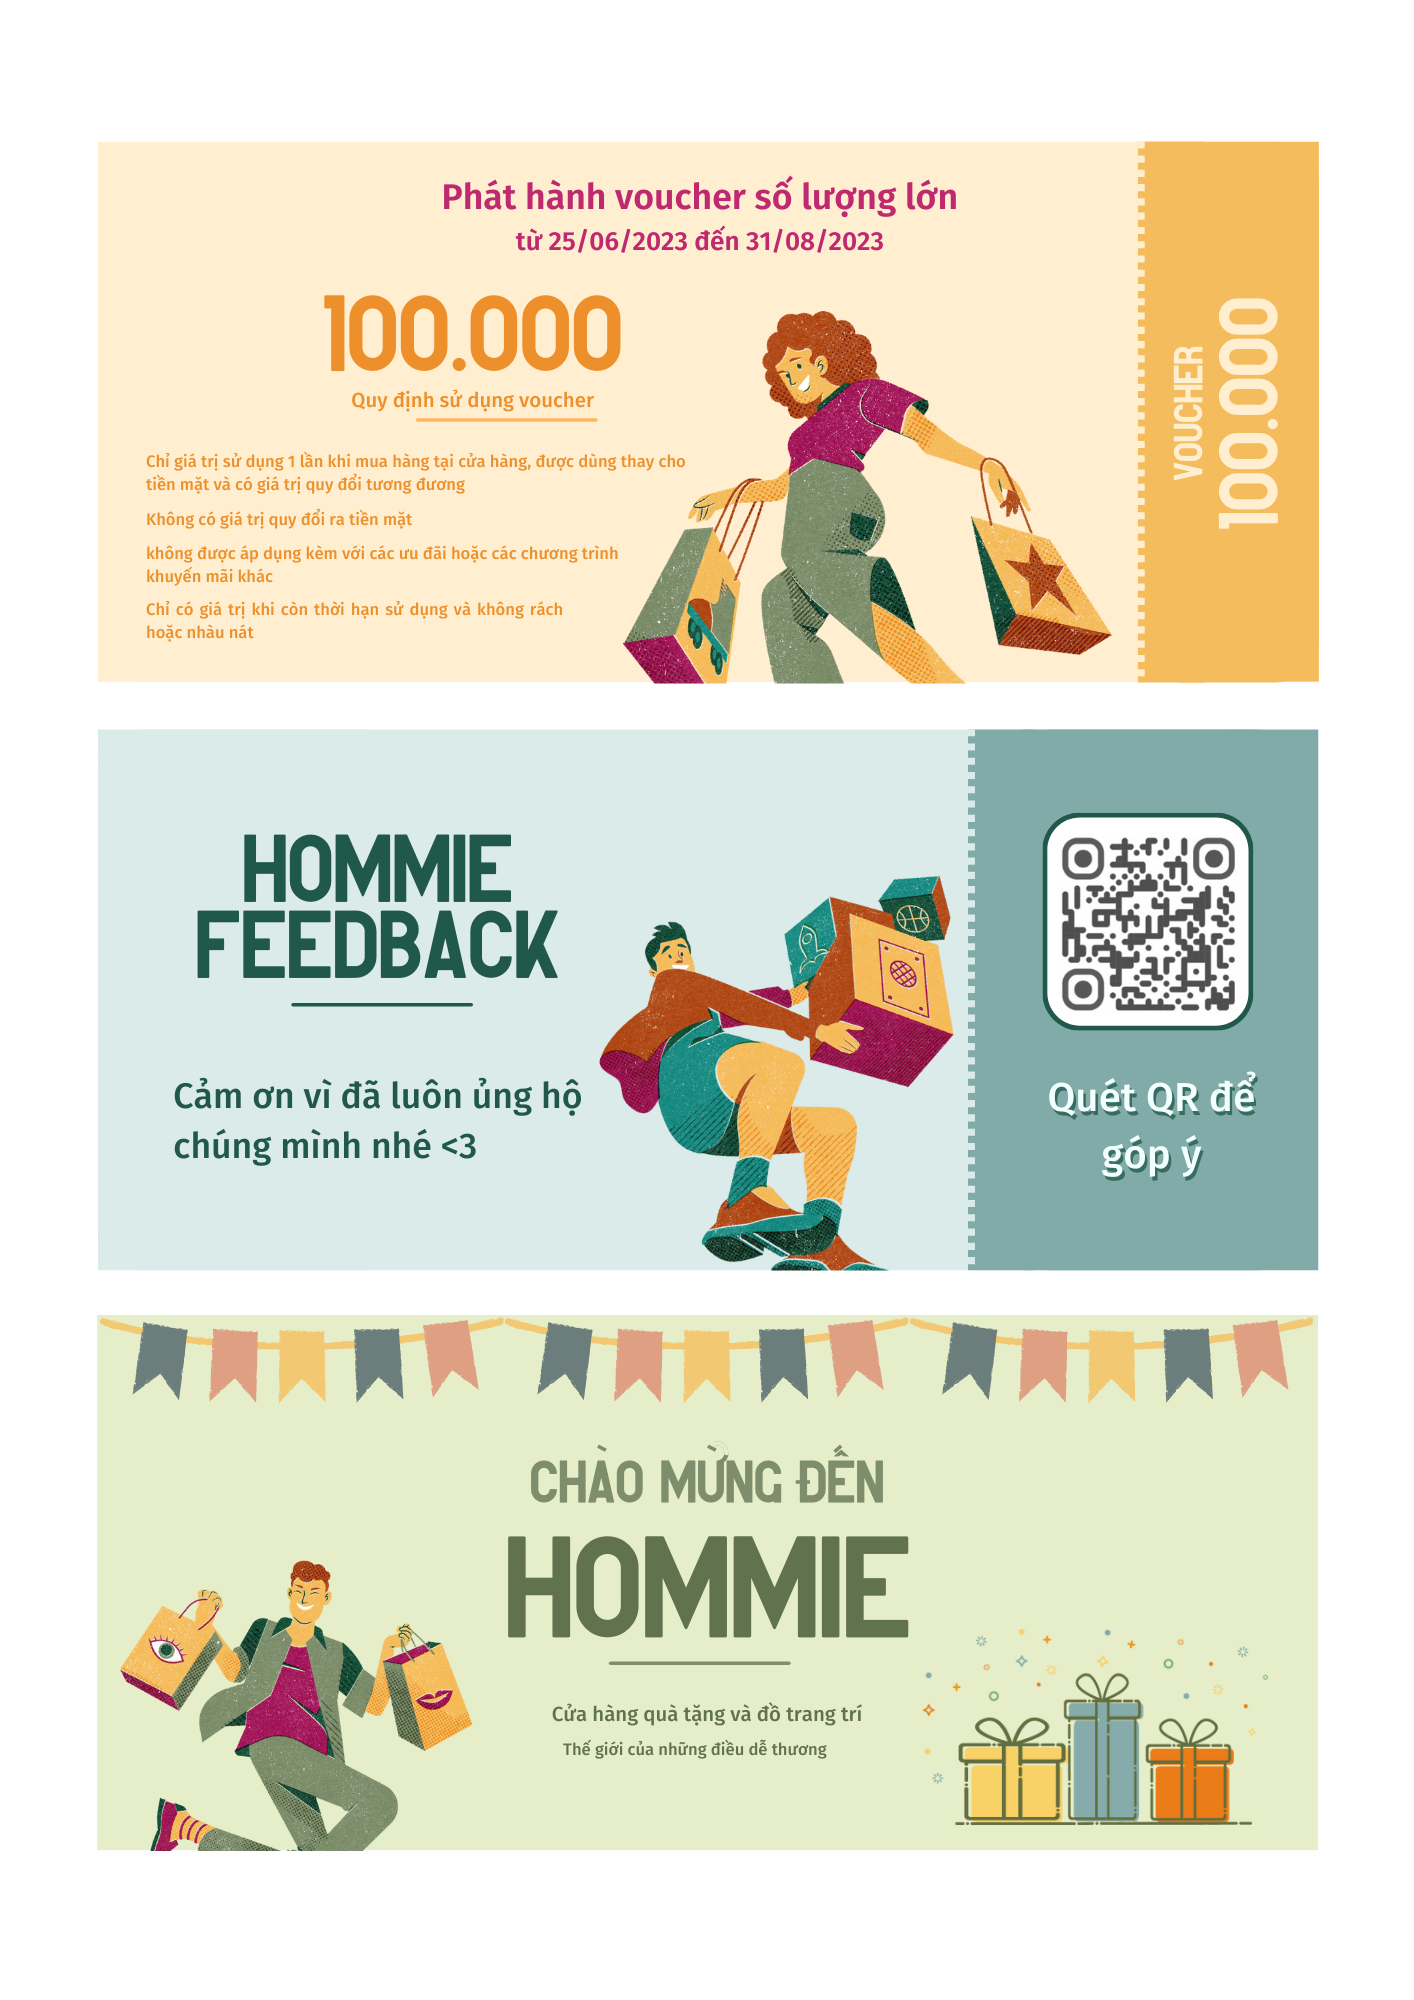 Phát hành voucher số lượng lớn
từ 25/06/2023 đến 31/08/2023
100.000
Quy định sử dụng voucher
Chỉ giá trị sử dụng 1 lần khi mua hàng tại cửa hàng, được dùng thay cho
tiền mặt và có giá trị quy đổi tương đương
Không có giá trị quy đổi ra tiền mặt
không được áp dụng kèm với các ưu đãi hoặc các chương trình
khuyến mãi khác
Chỉ có giá trị khi còn thời hạn sử dụng và không rách
hoặc nhàu nát
VOUCHER
100.000
HOMMIE
FEEDBACK
Cảm ơn vì đã luôn ủng hộ
chúng mình nhé <3
Quét QR để
góp ý
CHÀO MỪNG ĐẾN
HOMMIE
Cửa hàng quà tặng và đồ trang trí
Thế giới của những điều dễ thương